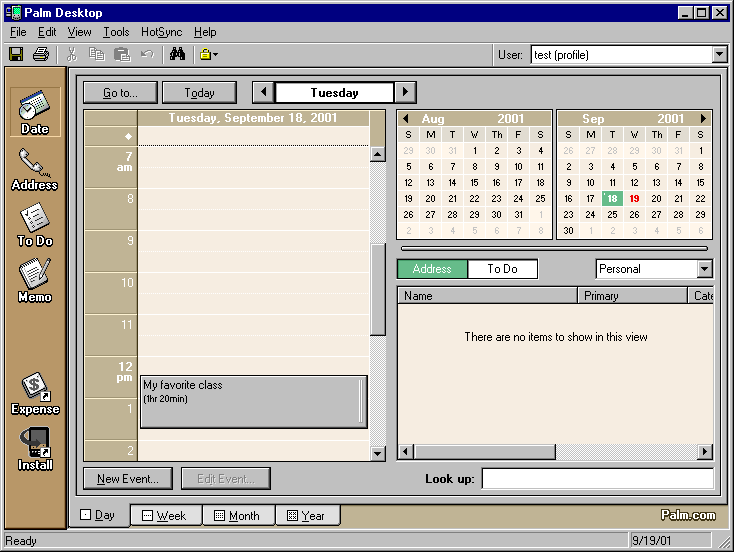 Palm Desktop
File Edit View Tools HotSync Help
User: test (profile)
Go to... Today Tuesday
Date
Address
To Do
Memo
Expense
Install
Tuesday, September 18, 2001
7 am
8
9
10
11
12 pm
1
2
My favorite class
(1hr 20min)
Aug 2001
S M T W Th F S
29 30 31 1 2 3 4
5 6 7 8 9 10 11
12 13 14 15 16 17 18
19 20 21 22 23 24 25
26 27 28 29 30 31 1
2 3 4 5 6 7 8
Sep 2001
S M T W Th F S
26 27 28 29 30 31 1
2 3 4 5 6 7 8
9 10 11 12 13 14 15
16 17 18 19 20 21 22
23 24 25 26 27 28 29
30 1 2 3 4 5 6
Address To Do Personal
Name Primary Cate
There are no items to show in this view
New Event... Edit Event... Look up:
Day Week Month Year Palm.com
Ready 9/19/01